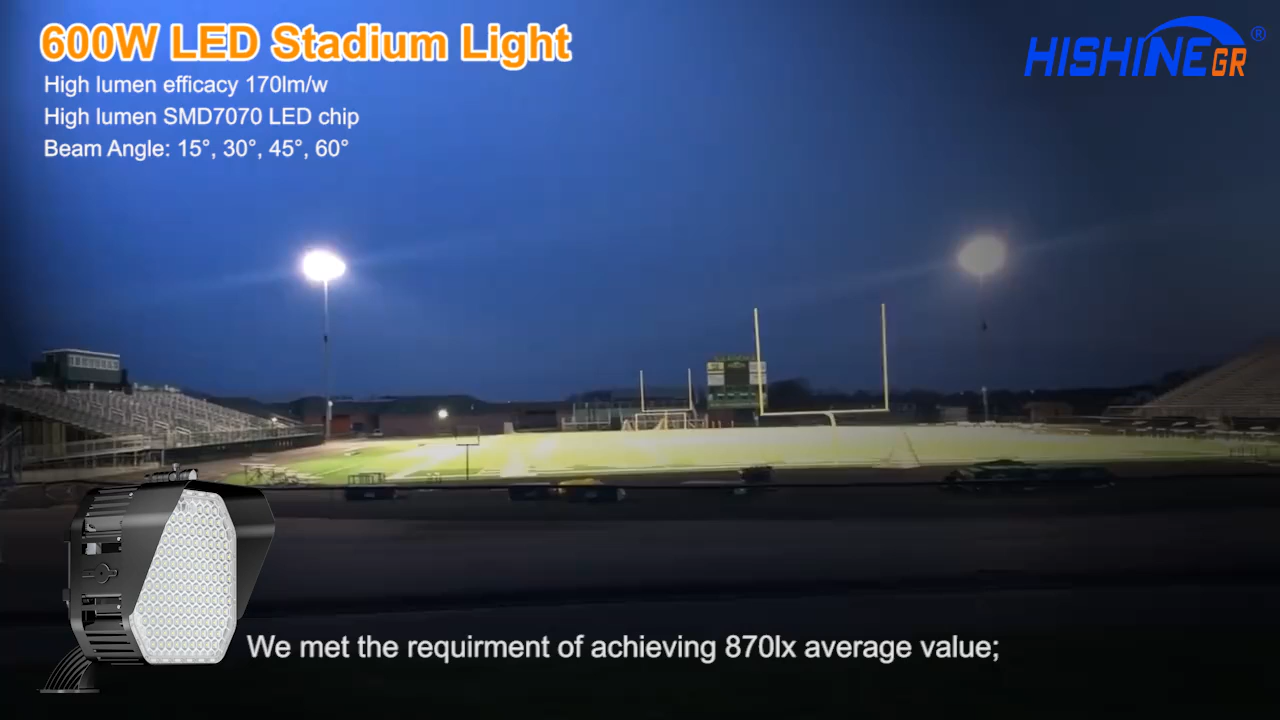 600W LED Stadium Light
High lumen efficacy 170lm/w
High lumen SMD7070 LED chip
Beam Angle: 15°, 30°, 45°, 60°
HISHINE GR ®
We met the requirment of achieving 870lx average value;